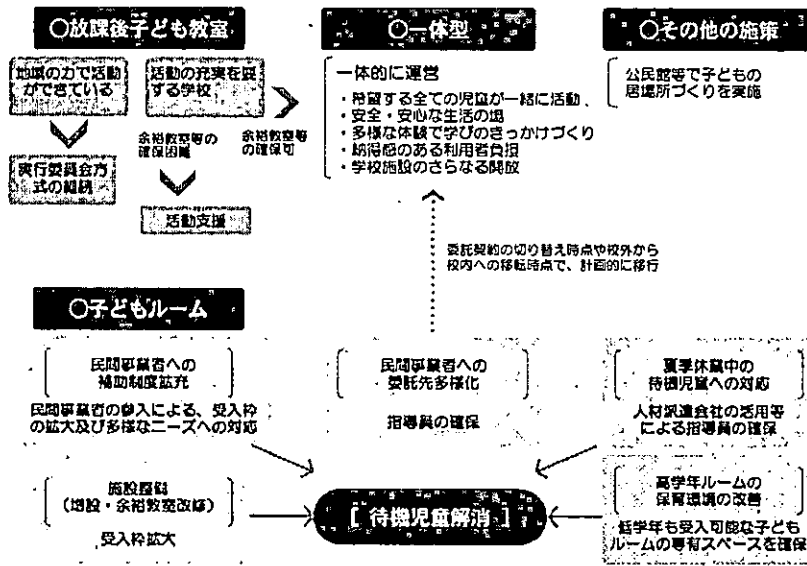 ○放課後子ども教室
地域の力で活動
ができている
活動の充実を要
する学校
余裕教室等の
確保困難
余裕教室等
の確保可
実行委員会方
式の継続
活動支援
○一体型
一体的に運営
・希望する全ての児童が一緒に活動
・安全・安心な生活の場
・多様な体験で学びのきっかけづくり
・納得感のある利用者負担
・学校施設のさらなる開放
○その他の施策
公民館等で子どもの
居場所づくりを実施
委託契約の切り替え時点や校外から
校内への移転時点で、計画的に移行
○子どもルーム
民間事業者への
補助制度拡充
民間事業者の参入による、受入枠
の拡大及び多様なニーズへの対応
民間事業者への
委託先多様化
指導員の確保
夏季休業中の
待機児童への対応
人材派遣会社の活用等
による指導員の確保
施設整備
(増設・余裕教室改修)
受入枠拡大
[ 待機児童解消 ]
高学年ルームの
保育環境の改善
低学年も受入可能な子ども
ルームの専有スペースを確保